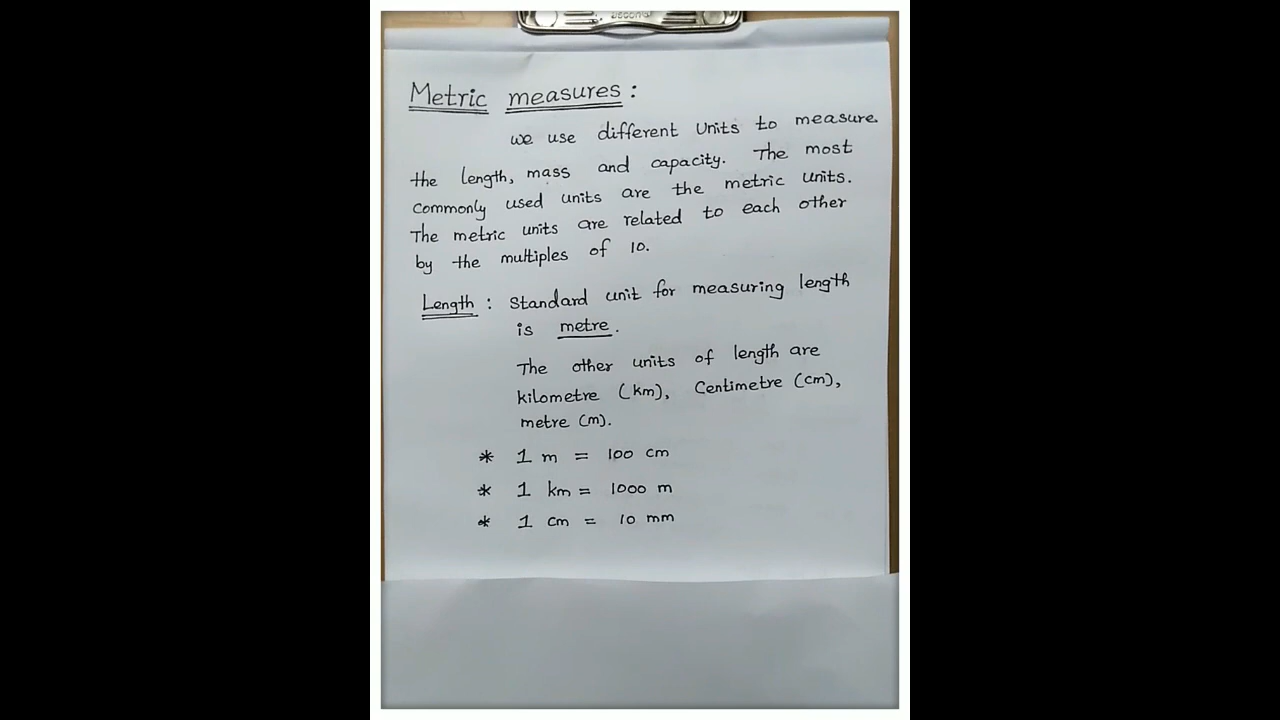 Metric measures :
we use different Units to measure.
the length, mass and capacity. The most
commonly used units are the metric units.
The metric units are related to each other
by the multiples of 10.
Length : Standard unit for measuring length
is metre.
The other units of length are
kilometre (km), Centimetre (cm),
metre (m).
* 1 m = 100 cm
* 1 km = 1000 m
* 1 cm = 10 mm